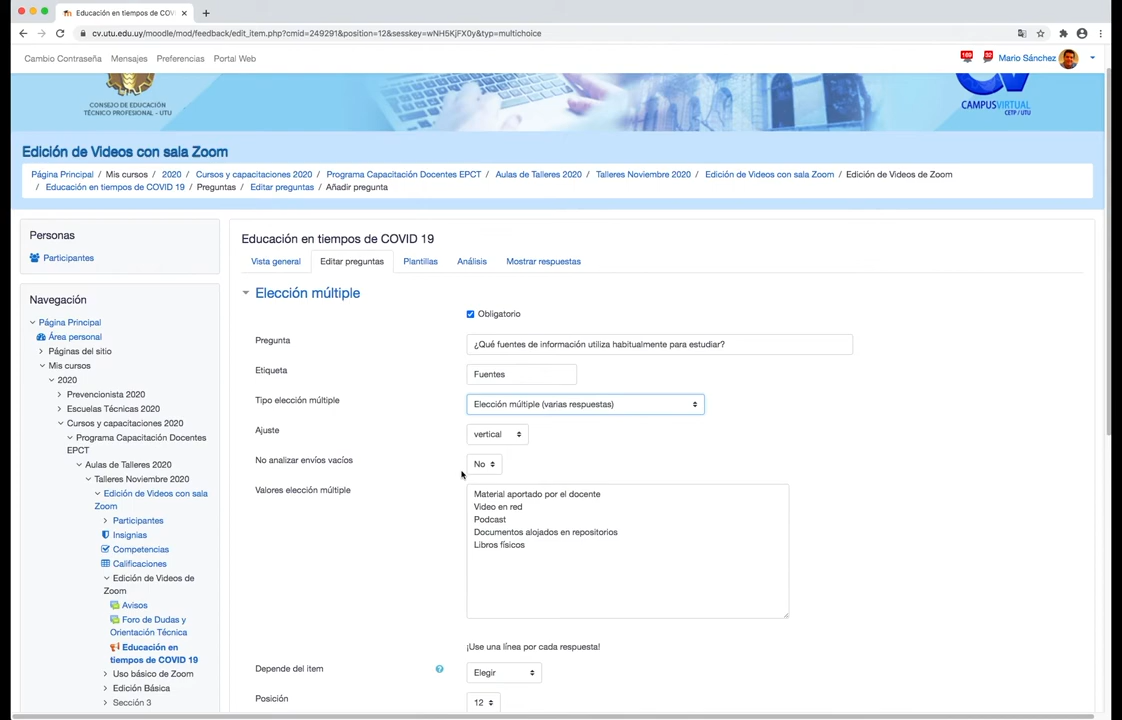 Educación en tiempos de COV
cv.utu.edu.uy/moodle/mod/feedback/edit_item.php?cmid=249291&position=12&sesskey=wNH5KjFX0y&typ=multichoice
Cambio Contraseña Mensajes Preferencias Portal Web
169 32 Mario Sánchez
CONSEJO DE EDUCACIÓN
TÉCNICO PROFESIONAL - UTU
CAMPUSVIRTUAL
CETP / UTU
Edición de Videos con sala Zoom
Página Principal / Mis cursos / 2020 / Cursos y capacitaciones 2020 / Programa Capacitación Docentes EPCT / Aulas de Talleres 2020 / Talleres Noviembre 2020 / Edición de Videos con sala Zoom / Edición de Videos de Zoom
/ Educación en tiempos de COVID 19 / Preguntas / Editar preguntas / Añadir pregunta
Personas
Participantes
Navegación
Página Principal
Área personal
Páginas del sitio
Mis cursos
2020
Prevencionista 2020
Escuelas Técnicas 2020
Cursos y capacitaciones 2020
Programa Capacitación Docentes
EPCT
Aulas de Talleres 2020
Talleres Noviembre 2020
Edición de Videos con sala
Zoom
Participantes
Insignias
Competencias
Calificaciones
Edición de Videos de
Zoom
Avisos
Foro de Dudas y
Orientación Técnica
Educación en
tiempos de COVID 19
Uso básico de Zoom
Edición Básica
Sección 3
Educación en tiempos de COVID 19
Vista general Editar preguntas Plantillas Análisis Mostrar respuestas
Elección múltiple
Obligatorio
Pregunta ¿Qué fuentes de información utiliza habitualmente para estudiar?
Etiqueta Fuentes
Tipo elección múltiple Elección múltiple (varias respuestas)
Ajuste vertical
No analizar envíos vacíos No
Valores elección múltiple Material aportado por el docente
Video en red
Podcast
Documentos alojados en repositorios
Libros físicos
¡Use una línea por cada respuesta!
Depende del item Elegir
Posición 12